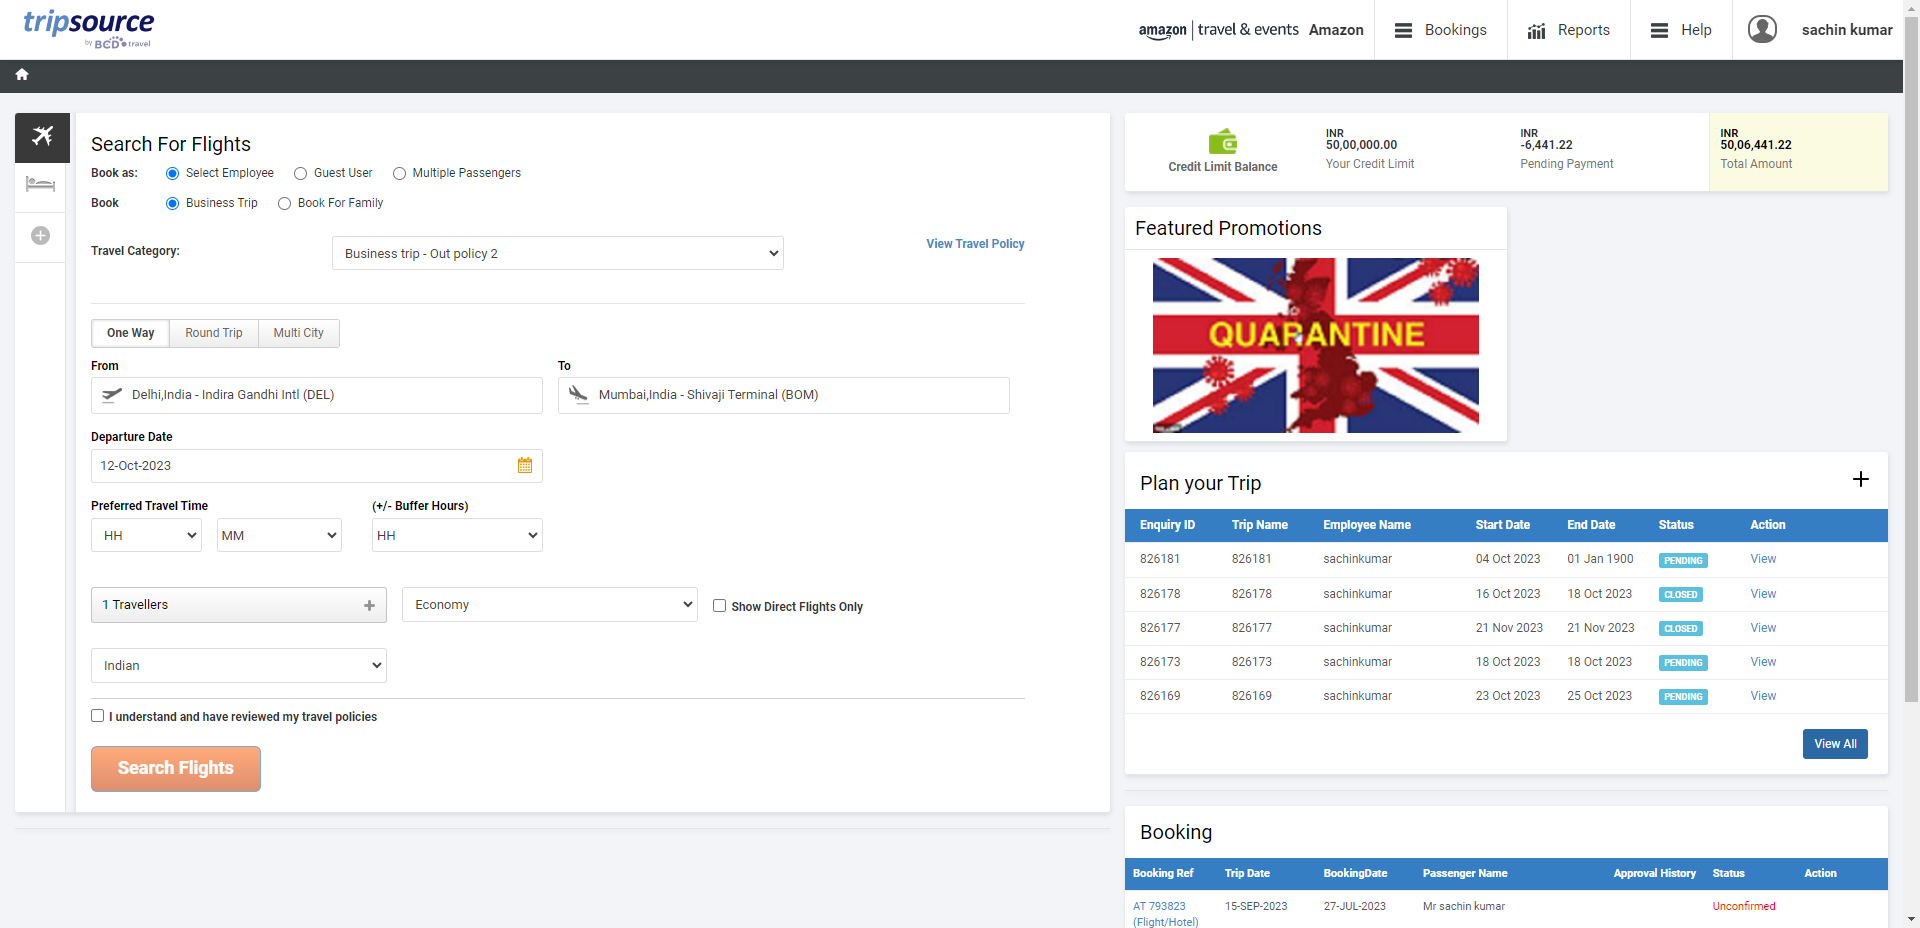 tripsource
by BCD travel
amazon | travel & events Amazon
Bookings
Reports
Help
sachin kumar
Search For Flights
Book as: Select Employee Guest User Multiple Passengers
Book Business Trip Book For Family
Travel Category: Business trip - Out policy 2 View Travel Policy
One Way Round Trip Multi City
From To
Delhi,India - Indira Gandhi Intl (DEL) Mumbai,India - Shivaji Terminal (BOM)
Departure Date
12-Oct-2023
Preferred Travel Time (+/- Buffer Hours)
HH MM HH
1 Travellers Economy Show Direct Flights Only
Indian
I understand and have reviewed my travel policies
Search Flights
Credit Limit Balance
INR
50,00,000.00
Your Credit Limit
INR
-6,441.22
Pending Payment
INR
50,06,441.22
Total Amount
Featured Promotions
QUARANTINE
Plan your Trip
Enquiry ID Trip Name Employee Name Start Date End Date Status Action
826181 826181 sachinkumar 04 Oct 2023 01 Jan 1900 PENDING View
826178 826178 sachinkumar 16 Oct 2023 18 Oct 2023 CLOSED View
826177 826177 sachinkumar 21 Nov 2023 21 Nov 2023 CLOSED View
826173 826173 sachinkumar 18 Oct 2023 18 Oct 2023 PENDING View
826169 826169 sachinkumar 23 Oct 2023 25 Oct 2023 PENDING View
View All
Booking
Booking Ref Trip Date BookingDate Passenger Name Approval History Status Action
AT 793823 15-SEP-2023 27-JUL-2023 Mr sachin kumar Unconfirmed
(Flight/Hotel)